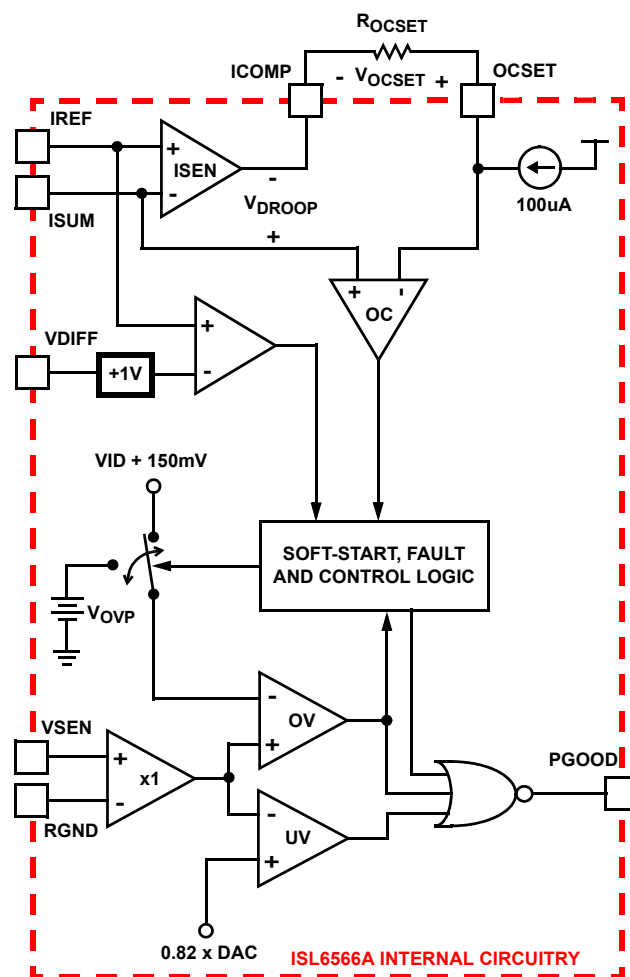 ROCSET
ICOMP
- VOCSET +
OCSET
IREF
+
ISEN
-
-
VDROOP
+
ISUM
100uA
+ -
OC
VDIFF
+1V
+
-
VID + 150mV
SOFT-START, FAULT
AND CONTROL LOGIC
VOVP
-
OV
+
VSEN
+
x1
-
RGND
PGOOD
-
UV
+
0.82 x DAC
ISL6566A INTERNAL CIRCUITRY